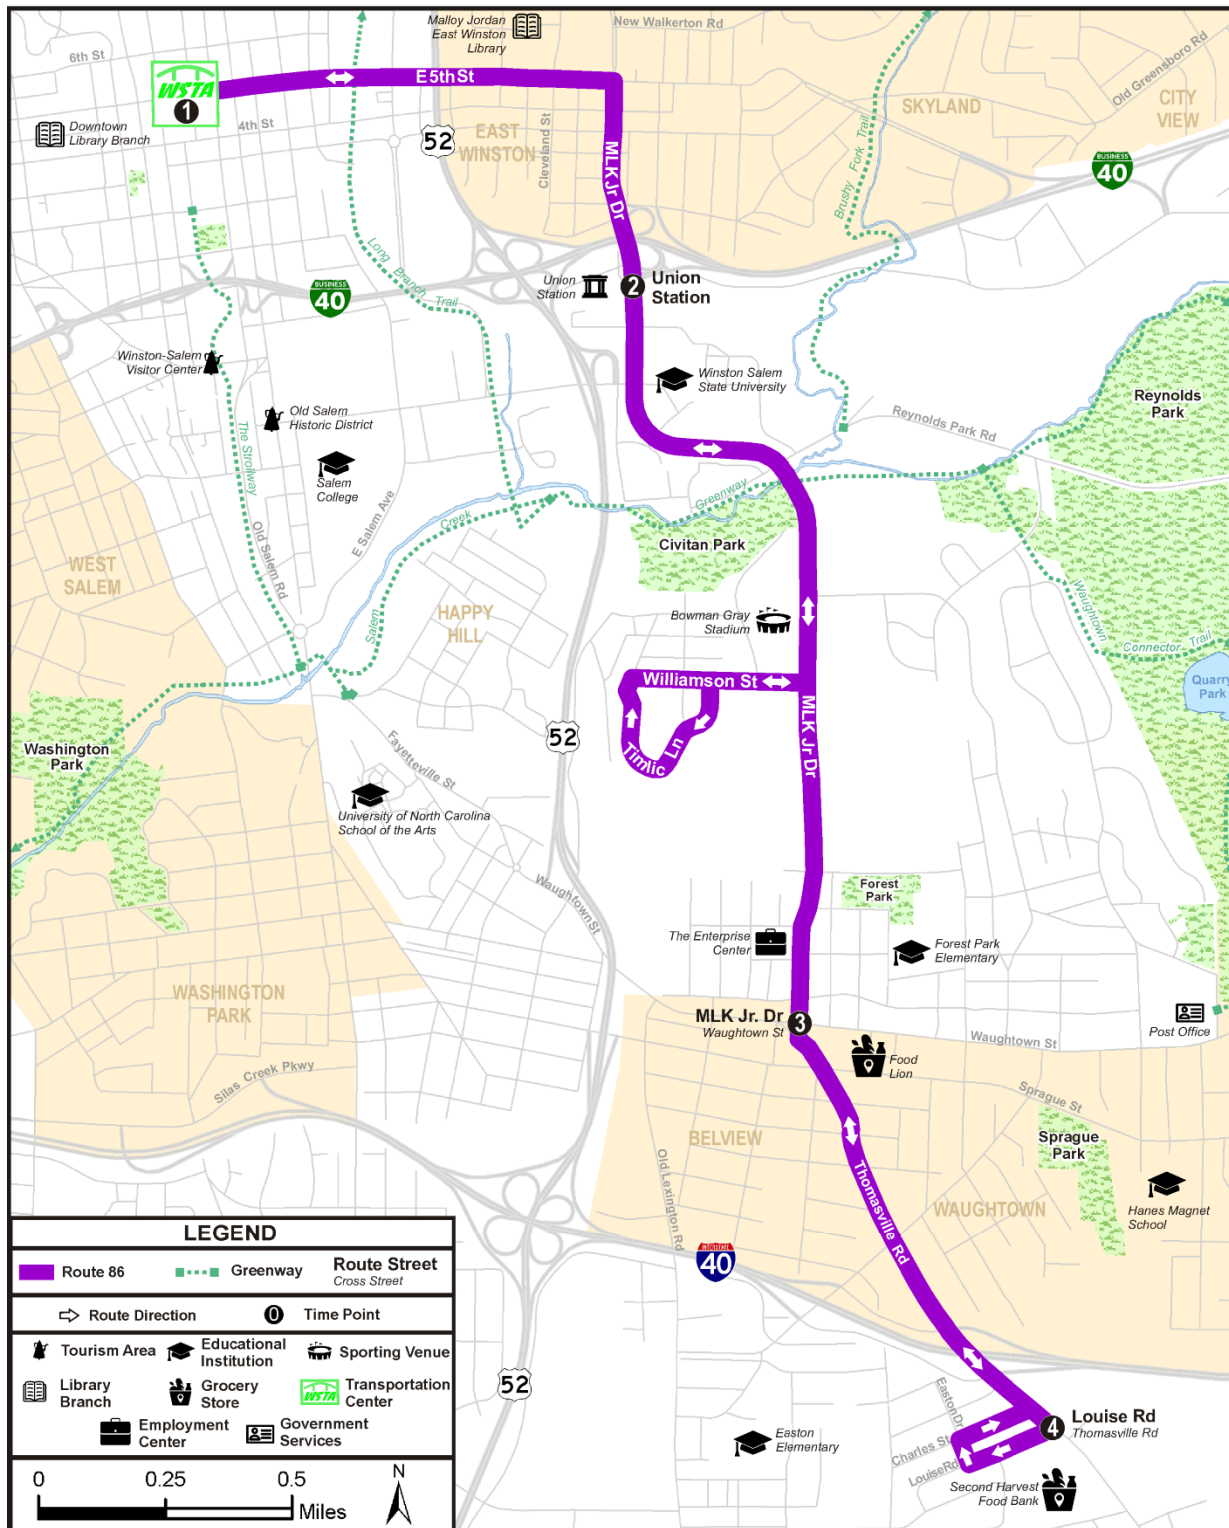 Malloy Jordan
East Winston
Library
New Walkerton Rd
6th St
WSTA
1
E 5th St
Old Greensboro Rd
SKYLAND
CITY
VIEW
4th St
Downtown
Library Branch
52
EAST
WINSTON
Cleveland St
MLK Jr Dr
Brushy Fork Trail
BUSINESS
40
Long Branch Trail
Union
Station
2
Union
Station
BUSINESS
40
Winston-Salem
Visitor Center
Winston Salem
State University
Reynolds
Park
Old Salem
Historic District
Reynolds Park Rd
The Strollway
Salem
College
E Salem Ave
Greenway
Creek
Salem
Old Salem Rd
Civitan Park
WEST
SALEM
HAPPY
HILL
Bowman Gray
Stadium
Waughtown
Connector Trail
Quarry
Park
Williamson St
MLK Jr Dr
Timlic Ln
52
Washington
Park
Fayetteville St
University of North Carolina
School of the Arts
Waughtown St
Forest
Park
The Enterprise
Center
Forest Park
Elementary
WASHINGTON
PARK
MLK Jr. Dr
Waughtown St
3
Post Office
Waughtown St
Food
Lion
Silas Creek Pkwy
Sprague St
BELVIEW
Sprague
Park
Old Lexington Rd
Thomasville Rd
WAUGHTOWN
Hanes Magnet
School
INTERSTATE
40
52
Easton Dr
Charles St
Louise Rd
4
Louise Rd
Thomasville Rd
Easton
Elementary
Second Harvest
Food Bank
LEGEND
Route 86
Greenway
Route Street
Cross Street
Route Direction
0
Time Point
Tourism Area
Educational
Institution
Sporting Venue
Library
Branch
Grocery
Store
WSTA
Transportation
Center
Employment
Center
Government
Services
0
0.25
0.5
Miles
N